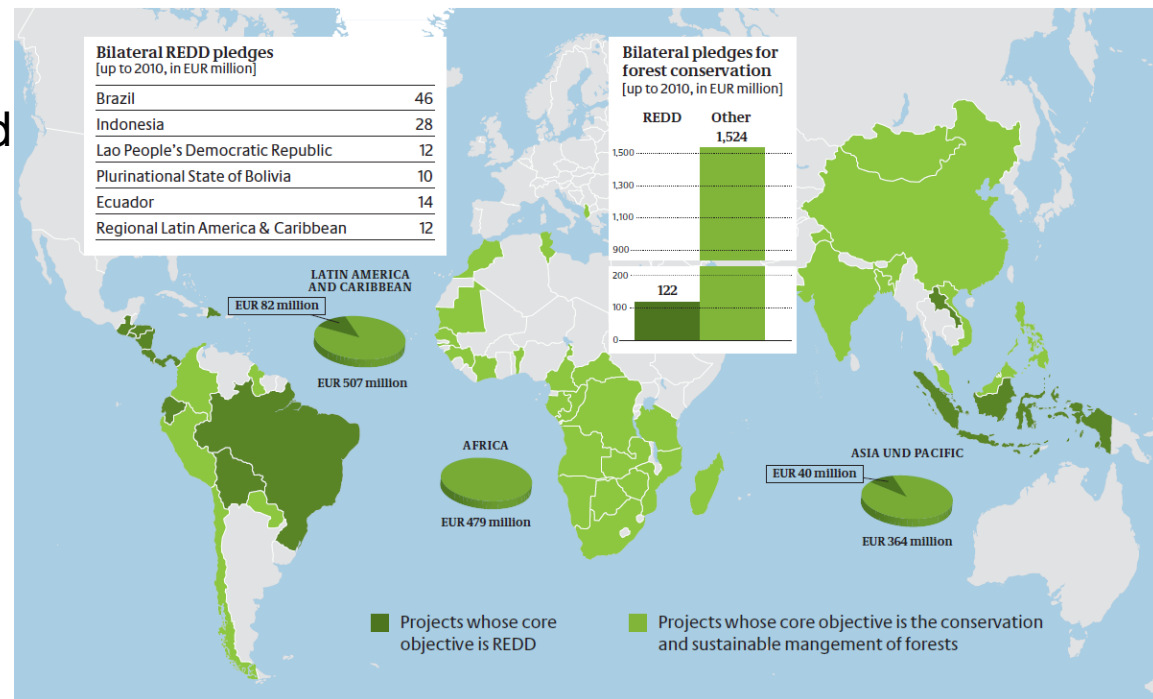 d
Bilateral REDD pledges
[up to 2010, in EUR million]
Brazil 46
Indonesia 28
Lao People's Democratic Republic 12
Plurinational State of Bolivia 10
Ecuador 14
Regional Latin America & Caribbean 12
Bilateral pledges for
forest conservation
[up to 2010, in EUR million]
REDD Other
1,524
1,500
1,300
1,100
900
200
122
100
0
LATIN AMERICA
AND CARIBBEAN
EUR 82 million
EUR 507 million
AFRICA
EUR 479 million
ASIA UND PACIFIC
EUR 40 million
EUR 364 million
Projects whose core
objective is REDD
Projects whose core objective is the conservation
and sustainable mangement of forests